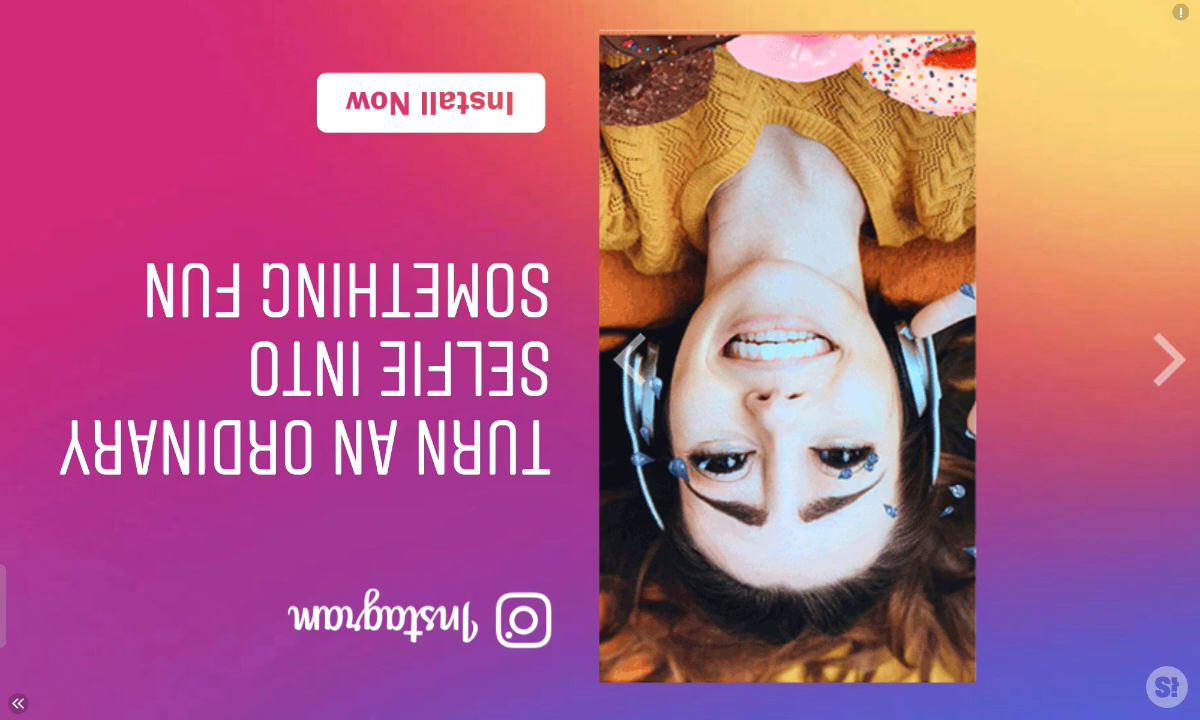 Instagram
TURN AN ORDINARY
SELFIE INTO
SOMETHING FUN
Install Now
S!